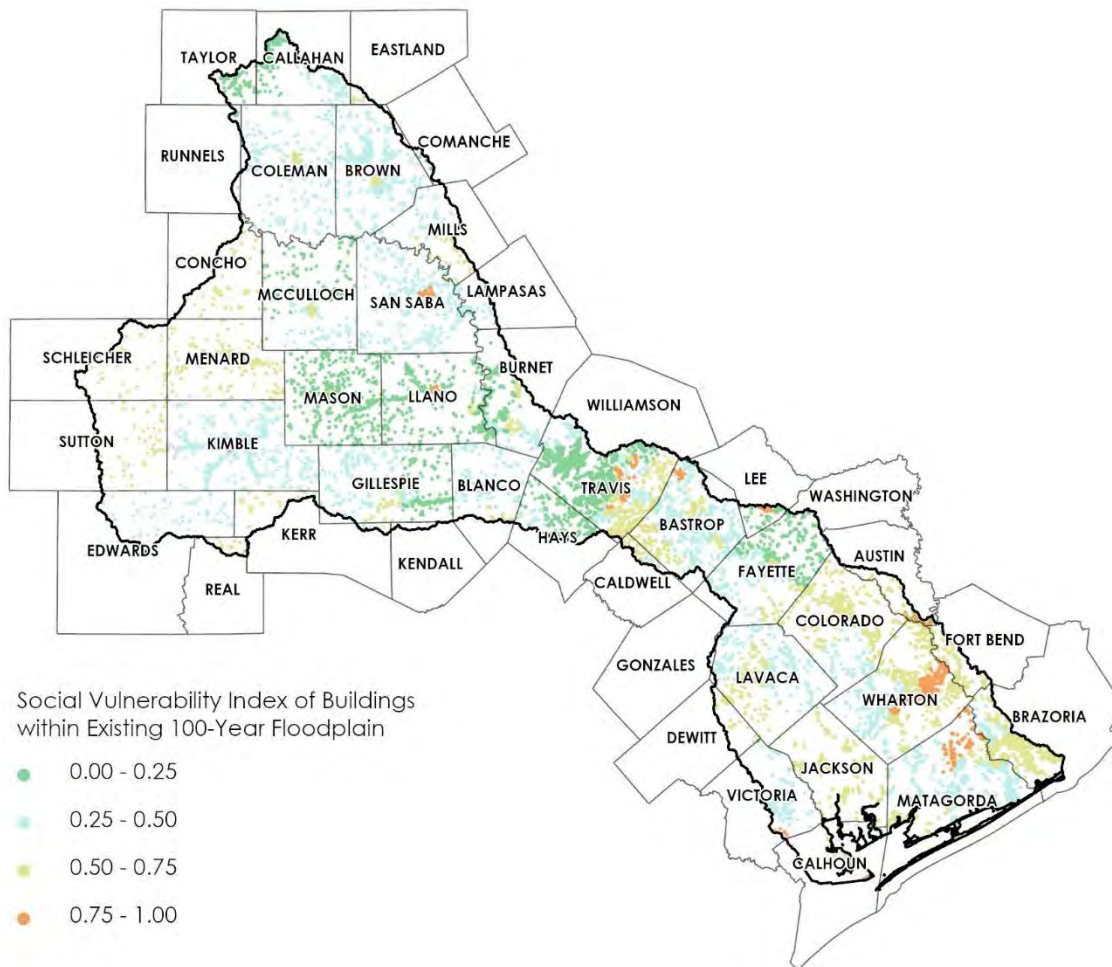 TAYLOR
CALLAHAN
EASTLAND
RUNNELS
COLEMAN
BROWN
COMANCHE
MILLS
CONCHO
MCCULLOCH
SAN SABA
LAMPASAS
SCHLEICHER
MENARD
BURNET
MASON
LLANO
WILLIAMSON
SUTTON
KIMBLE
GILLESPIE
BLANCO
TRAVIS
LEE
WASHINGTON
BASTROP
EDWARDS
KERR
HAYS
AUSTIN
KENDALL
CALDWELL
FAYETTE
REAL
COLORADO
FORT BEND
GONZALES
LAVACA
WHARTON
BRAZORIA
DEWITT
JACKSON
VICTORIA
MATAGORDA
CALHOUN
Social Vulnerability Index of Buildings
within Existing 100-Year Floodplain
0.00 - 0.25
0.25 - 0.50
0.50 - 0.75
0.75 - 1.00